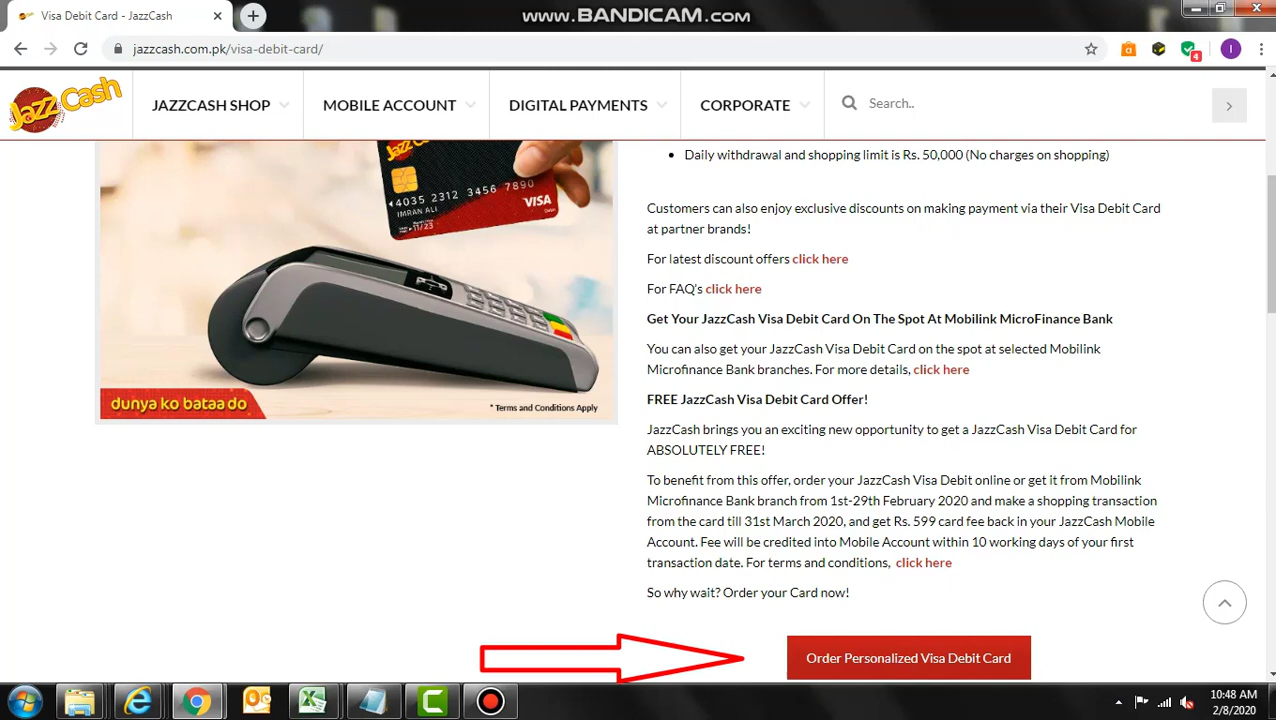 Visa Debit Card - JazzCash
www.BANDICAM.com
jazzcash.com.pk/visa-debit-card/
4
I
Jazz Cash
JAZZCASH SHOP
MOBILE ACCOUNT
DIGITAL PAYMENTS
CORPORATE
Search..
4035 2312 3456 7890
IMRAN ALI
11/23
VISA
dunya ko bataa do
* Terms and Conditions Apply
• Daily withdrawal and shopping limit is Rs. 50,000 (No charges on shopping)
Customers can also enjoy exclusive discounts on making payment via their Visa Debit Card
at partner brands!
For latest discount offers click here
For FAQ's click here
Get Your JazzCash Visa Debit Card On The Spot At Mobilink MicroFinance Bank
You can also get your JazzCash Visa Debit Card on the spot at selected Mobilink
Microfinance Bank branches. For more details, click here
FREE JazzCash Visa Debit Card Offer!
JazzCash brings you an exciting new opportunity to get a JazzCash Visa Debit Card for
ABSOLUTELY FREE!
To benefit from this offer, order your JazzCash Visa Debit online or get it from Mobilink
Microfinance Bank branch from 1st-29th February 2020 and make a shopping transaction
from the card till 31st March 2020, and get Rs. 599 card fee back in your JazzCash Mobile
Account. Fee will be credited into Mobile Account within 10 working days of your first
transaction date. For terms and conditions, click here
So why wait? Order your Card now!
Order Personalized Visa Debit Card
10:48 AM
2/8/2020